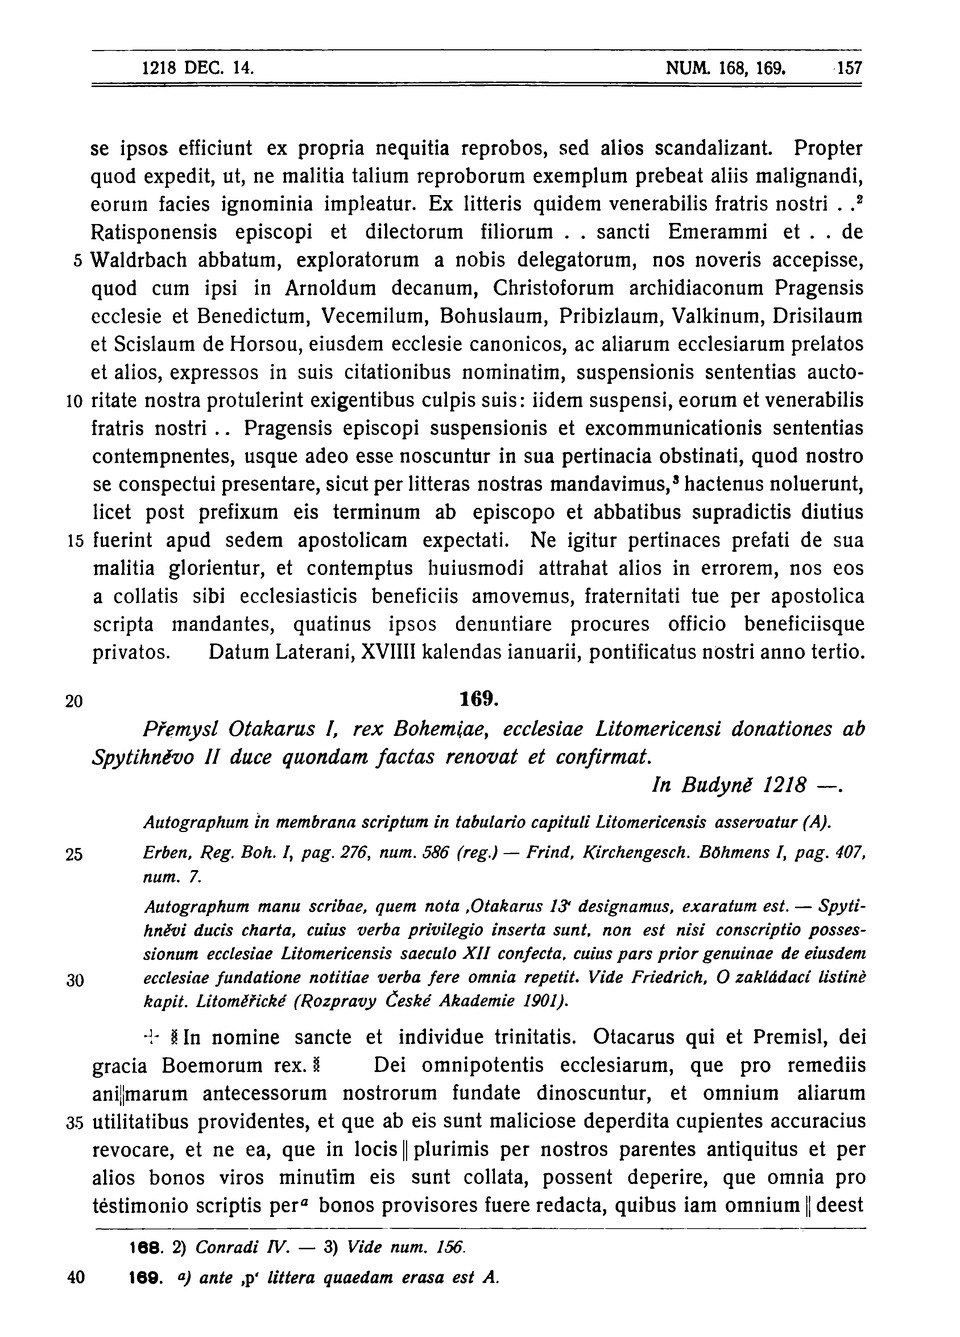 1218 DEC. 14. NUM. 168, 169. 157
se ipsos efficiunt ex propria nequitia reprobos, sed alios scandalizant. Propter
quod expedit, ut, ne malitia talium reproborum exemplum prebeat aliis malignandi,
eorum facies ignominia impleatur. Ex litteris quidem venerabilis fratris nostri . .²
Ratisponensis episcopi et dilectorum filiorum . . sancti Emerammi et . . de
5 Waldrbach abbatum, exploratorum a nobis delegatorum, nos noveris accepisse,
quod cum ipsi in Arnoldum decanum, Christoforum archidiaconum Pragensis
ecclesie et Benedictum, Vecemilum, Bohuslaum, Pribizlaum, Valkinum, Drisilaum
et Scislaum de Horsou, eiusdem ecclesie canonicos, ac aliarum ecclesiarum prelatos
et alios, expressos in suis citationibus nominatim, suspensionis sententias aucto-
10 ritate nostra protulerint exigentibus culpis suis: iidem suspensi, eorum et venerabilis
fratris nostri . . Pragensis episcopi suspensionis et excommunicationis sententias
contempnentes, usque adeo esse noscuntur in sua pertinacia obstinati, quod nostro
se conspectui presentare, sicut per litteras nostras mandavimus,³ hactenus noluerunt,
licet post prefixum eis terminum ab episcopo et abbatibus supradictis diutius
15 fuerint apud sedem apostolicam expectati. Ne igitur pertinaces prefati de sua
malitia glorientur, et contemptus huiusmodi attrahat alios in errorem, nos eos
a collatis sibi ecclesiasticis beneficiis amovemus, fraternitati tue per apostolica
scripta mandantes, quatinus ipsos denuntiare procures officio beneficiisque
privatos. Datum Laterani, XVIIII kalendas ianuarii, pontificatus nostri anno tertio.
20 169.
Přemysl Otakarus I, rex Bohemiae, ecclesiae Litomericensi donationes ab
Spytihněvo II duce quondam factas renovat et confirmat.
In Budyně 1218 —.
Autographum in membrana scriptum in tabulario capituli Litomericensis asservatur (A).
25 Erben, Reg. Boh. I, pag. 276, num. 586 (reg.) — Frind, Kirchengesch. Böhmens I, pag. 407,
num. 7.
Autographum manu scribae, quem nota ‚Otakarus 13‘ designamus, exaratum est. — Spyti-
hněvi ducis charta, cuius verba privilegio inserta sunt, non est nisi conscriptio posses-
sionum ecclesiae Litomericensis saeculo XII confecta, cuius pars prior genuinae de eiusdem
30 ecclesiae fundatione notitiae verba fere omnia repetit. Vide Friedrich, O zakládací listině
kapit. Litoměřické (Rozpravy České Akademie 1901).
+ ⸾ In nomine sancte et individue trinitatis. Otacarus qui et Premisl, dei
gracia Boemorum rex. ⸾ Dei omnipotentis ecclesiarum, que pro remediis
ani||marum antecessorum nostrorum fundate dinoscuntur, et omnium aliarum
35 utilitatibus providentes, et que ab eis sunt maliciose deperdita cupientes accuracius
revocare, et ne ea, que in locis || plurimis per nostros parentes antiquitus et per
alios bonos viros minutim eis sunt collata, possent deperire, que omnia pro
testimonio scriptis perᵃ bonos provisores fuere redacta, quibus iam omnium || deest
168. 2) Conradi IV. — 3) Vide num. 156.
40 169. a) ante ‚p‘ littera quaedam erasa est A.